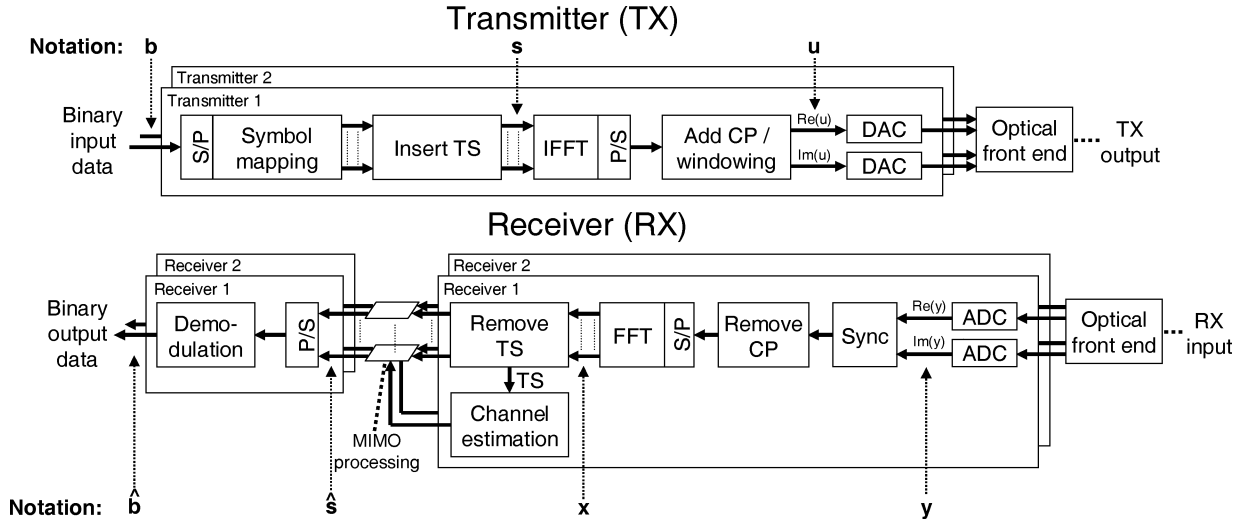 Transmitter (TX)
Notation: b s u
Transmitter 2
Transmitter 1
Binary
input
data
S/P
Symbol
mapping
Insert TS
IFFT
P/S
Add CP /
windowing
Re(u)
Im(u)
DAC
DAC
Optical
front end
TX
output
Receiver (RX)
Receiver 2
Receiver 1
Binary
output
data
Demo-
dulation
P/S
MIMO
processing
Receiver 2
Receiver 1
Remove
TS
TS
Channel
estimation
FFT
S/P
Remove
CP
Sync
Re(y)
Im(y)
ADC
ADC
Optical
front end
RX
input
Notation: b̂ ŝ x y